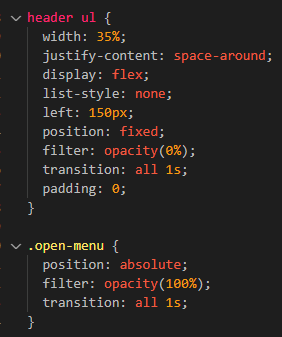 header ul {
width: 35%;
justify-content: space-around;
display: flex;
list-style: none;
left: 150px;
position: fixed;
filter: opacity(0%);
transition: all 1s;
padding: 0;
}
.open-menu {
position: absolute;
filter: opacity(100%);
transition: all 1s;
}